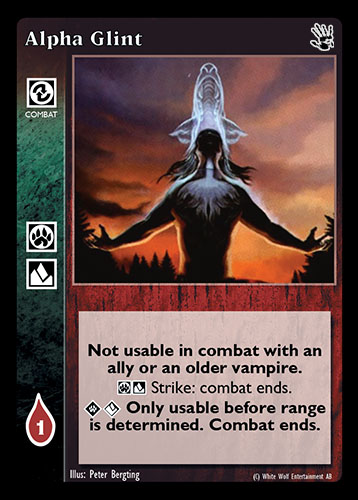 Alpha Glint
COMBAT
Not usable in combat with an
ally or an older vampire.
Strike: combat ends.
Only usable before range
is determined. Combat ends.
1
Illus: Peter Bergting
(C) White Wolf Entertainment AB